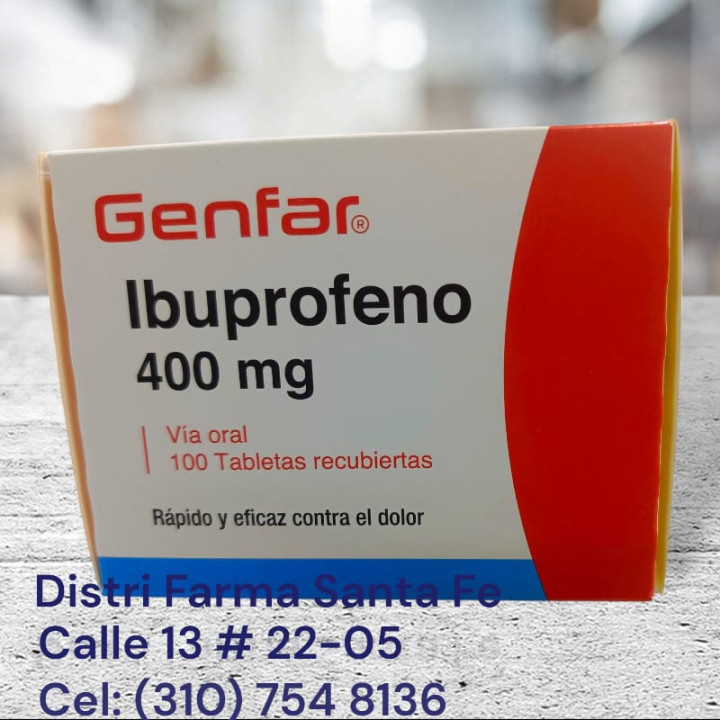 Genfar®
Ibuprofeno
400 mg
Vía oral
100 Tabletas recubiertas
Rápido y eficaz contra el dolor
Distri Farma Santa Fe
Calle 13 # 22-05
Cel: (310) 754 8136